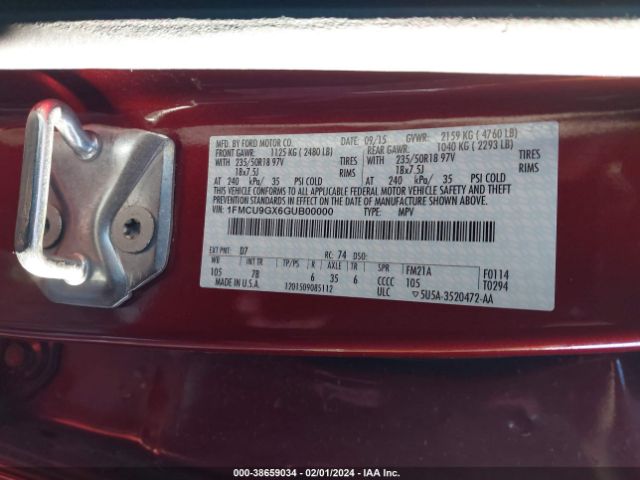 MFD. BY FORD MOTOR CO. DATE: 09/15 GVWR: 2159 KG ( 4760 LB)
FRONT GAWR: 1125 KG ( 2480 LB) REAR GAWR: 1040 KG ( 2293 LB)
WITH 235/50R18 97V TIRES WITH 235/50R18 97V TIRES
18x7.5J RIMS 18x7.5J RIMS
AT 240 kPa/ 35 PSI COLD AT 240 kPa/ 35 PSI COLD
THIS VEHICLE CONFORMS TO ALL APPLICABLE FEDERAL MOTOR VEHICLE SAFETY AND THEFT
PREVENTION STANDARDS IN EFFECT ON THE DATE OF MANUFACTURE SHOWN ABOVE.
VIN: 1FMCU9GX6GUB00000 TYPE: MPV
EXT PNT: D7 RC: 74 DSO:
WB INT TR TP/PS R AXLE TR SPR
105 7B 6 35 6 CCCC FM21A F0114
MADE IN U.S.A. 1201509085112 ULC 105 T0294
5U5A-3520472-AA
© - 38659034 - 02/01/2024 - IAA Inc.